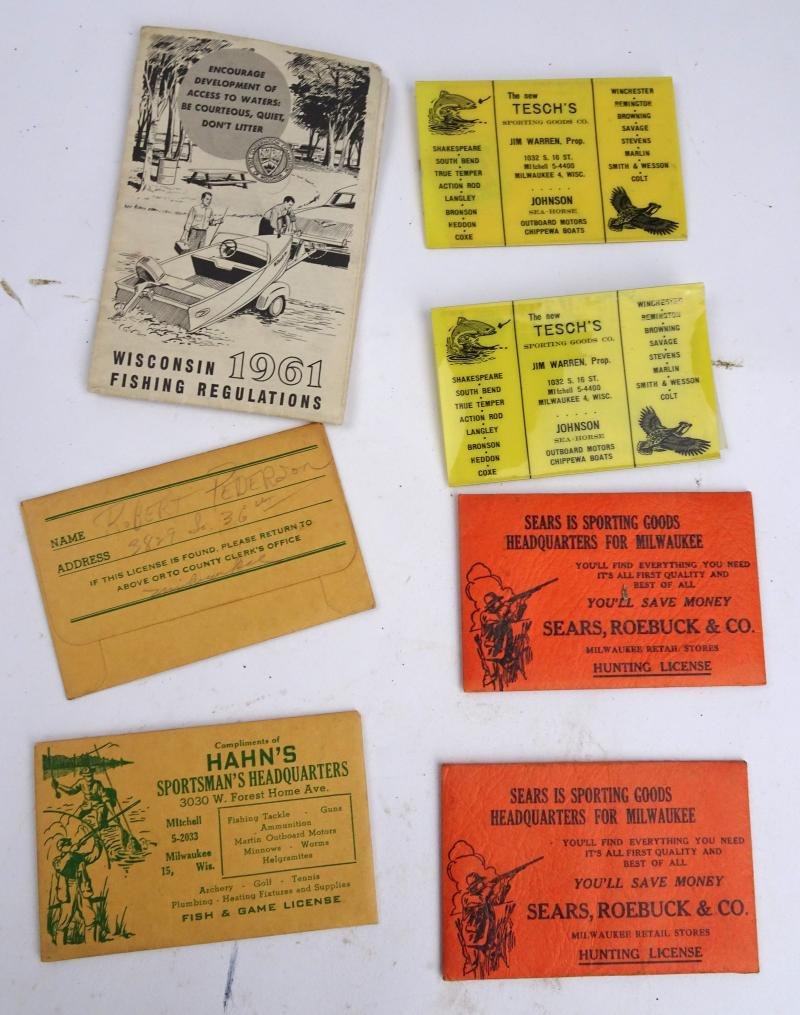 ENCOURAGE
DEVELOPMENT OF
ACCESS TO WATERS:
BE COURTEOUS, QUIET,
DON'T LITTER
WISCONSIN 1961
FISHING REGULATIONS
SHAKESPEARE
SOUTH BEND
TRUE TEMPER
ACTION ROD
LANGLEY
BRONSON
HEDDON
COXE
The new
TESCH'S
SPORTING GOODS CO.
JIM WARREN, Prop.
1032 S. 16 ST.
MItchell 5-4400
MILWAUKEE 4, WISC.
JOHNSON
SEA-HORSE
OUTBOARD MOTORS
CHIPPEWA BOATS
WINCHESTER
REMINGTON
BROWNING
SAVAGE
STEVENS
MARLIN
SMITH & WESSON
COLT
SHAKESPEARE
SOUTH BEND
TRUE TEMPER
ACTION ROD
LANGLEY
BRONSON
HEDDON
COXE
The new
TESCH'S
SPORTING GOODS CO.
JIM WARREN, Prop.
1032 S. 16 ST.
MItchell 5-4400
MILWAUKEE 4, WISC.
JOHNSON
SEA-HORSE
OUTBOARD MOTORS
CHIPPEWA BOATS
WINCHESTER
REMINGTON
BROWNING
SAVAGE
STEVENS
MARLIN
SMITH & WESSON
COLT
NAME ROBERT PEDERSON
ADDRESS 3829 So. 36
IF THIS LICENSE IS FOUND, PLEASE RETURN TO
ABOVE OR TO COUNTY CLERK'S OFFICE
Milwaukee
SEARS IS SPORTING GOODS
HEADQUARTERS FOR MILWAUKEE
YOU'LL FIND EVERYTHING YOU NEED
IT'S ALL FIRST QUALITY AND
BEST OF ALL
YOU'LL SAVE MONEY
SEARS, ROEBUCK & CO.
MILWAUKEE RETAIL STORES
HUNTING LICENSE
Compliments of
HAHN'S
SPORTSMAN'S HEADQUARTERS
3030 W. Forest Home Ave.
MItchell
5-2033
Milwaukee
15, Wis.
Fishing Tackle - Guns
Ammunition
Martin Outboard Motors
Minnows - Worms
Helgramites
Archery - Golf - Tennis
Plumbing - Heating Fixtures and Supplies
FISH & GAME LICENSE
SEARS IS SPORTING GOODS
HEADQUARTERS FOR MILWAUKEE
YOU'LL FIND EVERYTHING YOU NEED
IT'S ALL FIRST QUALITY AND
BEST OF ALL
YOU'LL SAVE MONEY
SEARS, ROEBUCK & CO.
MILWAUKEE RETAIL STORES
HUNTING LICENSE